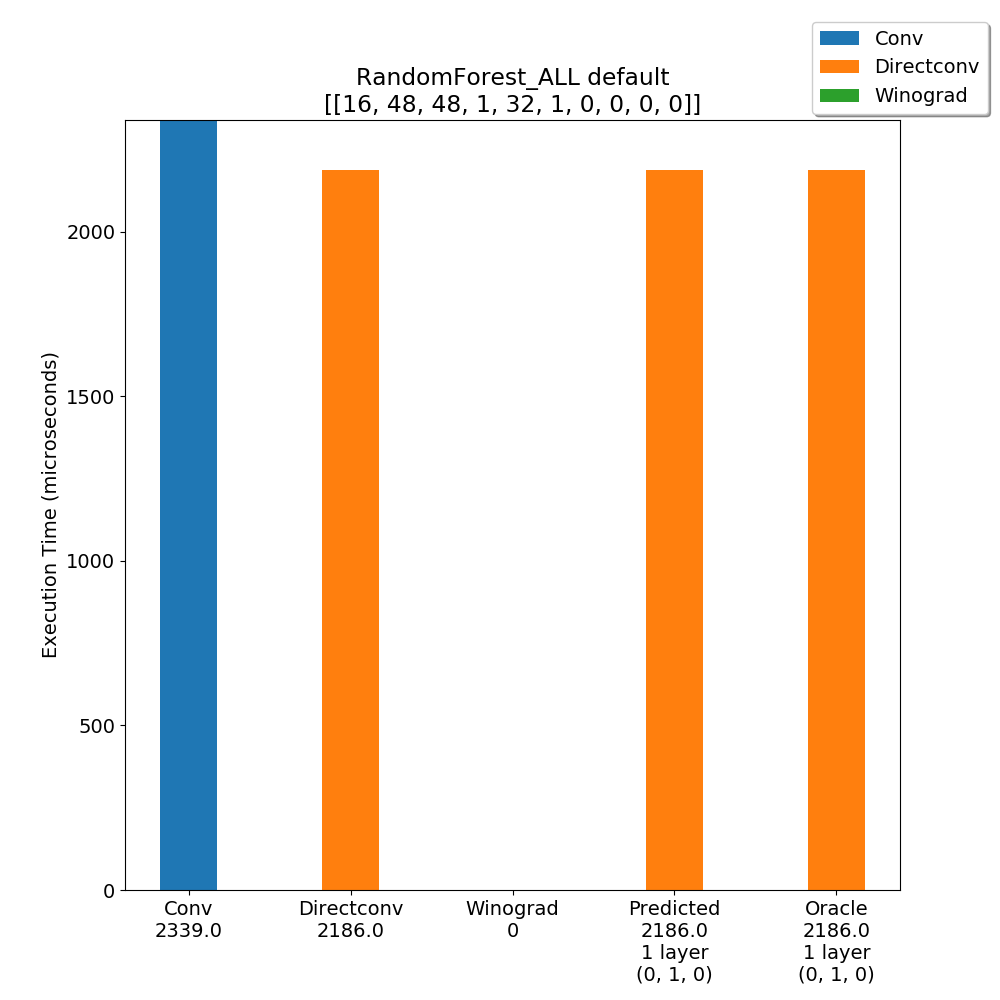 Conv
Directconv
Winograd
RandomForest_ALL default
[[16, 48, 48, 1, 32, 1, 0, 0, 0, 0]]
Execution Time (microseconds)
2000
1500
1000
500
0
Conv
2339.0
Directconv
2186.0
Winograd
0
Predicted
2186.0
1 layer
(0, 1, 0)
Oracle
2186.0
1 layer
(0, 1, 0)